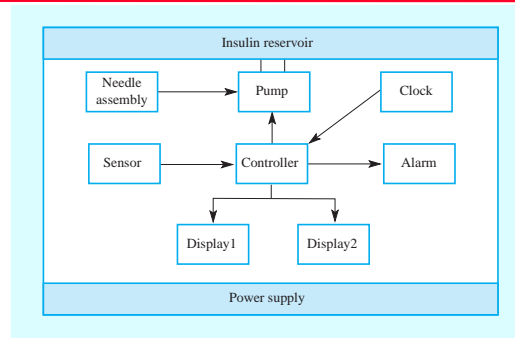 Insulin reservoir
Needle
assembly
Pump
Clock
Sensor
Controller
Alarm
Display1
Display2
Power supply